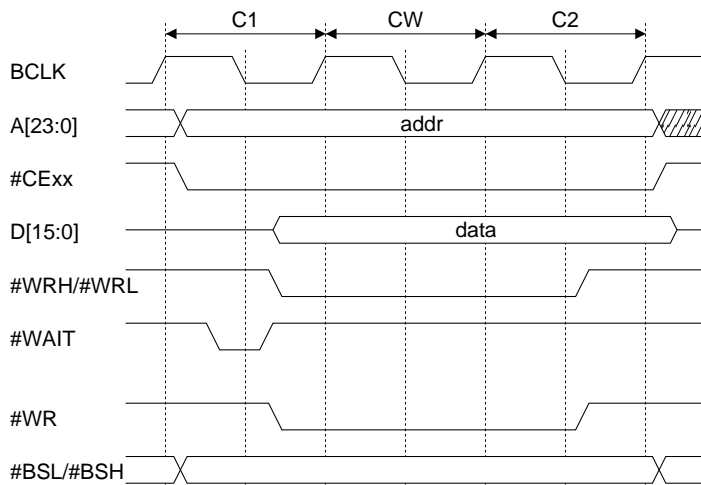 C1 CW C2
BCLK
A[23:0] addr
#CExx
D[15:0] data
#WRH/#WRL
#WAIT
#WR
#BSL/#BSH